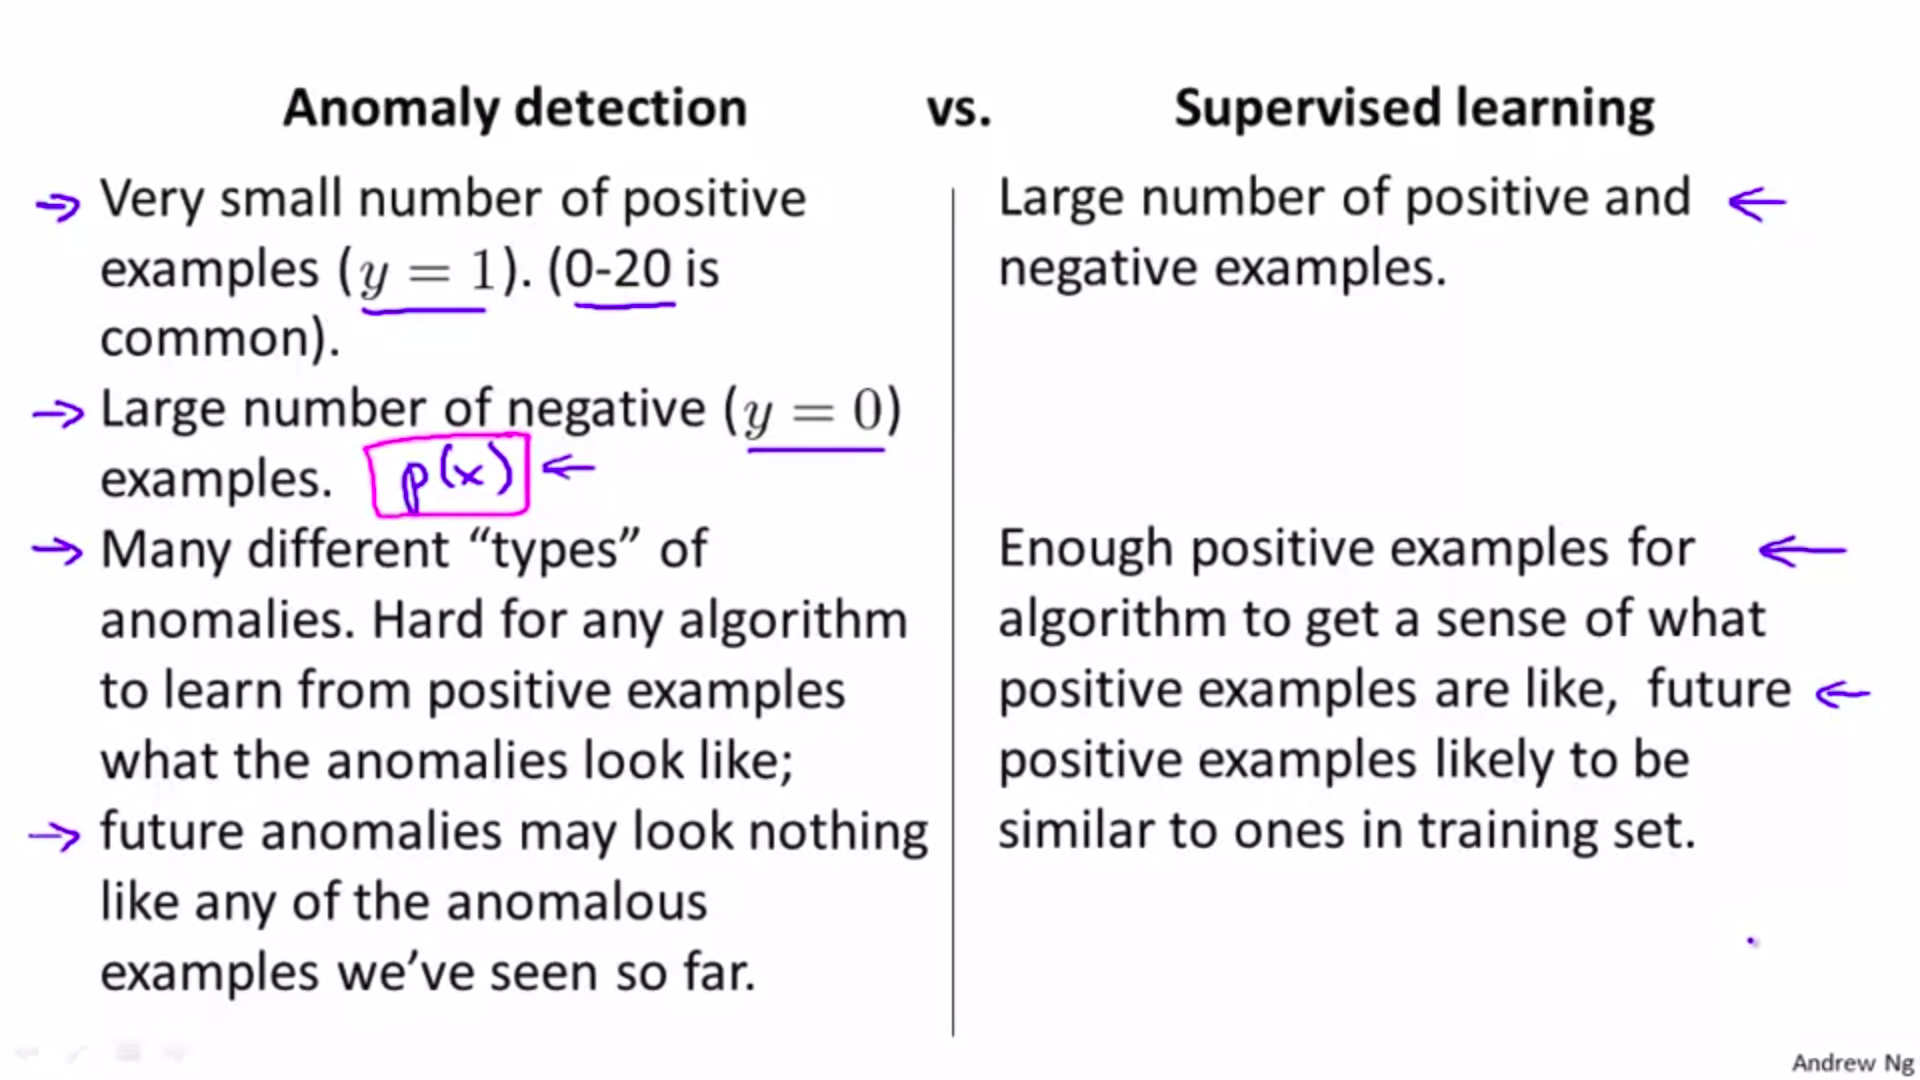 Anomaly detection vs. Supervised learning
Very small number of positive
examples (y = 1). (0-20 is
common).
Large number of negative (y = 0)
examples. p(x)
Many different “types” of
anomalies. Hard for any algorithm
to learn from positive examples
what the anomalies look like;
future anomalies may look nothing
like any of the anomalous
examples we’ve seen so far.
Large number of positive and
negative examples.
Enough positive examples for
algorithm to get a sense of what
positive examples are like, future
positive examples likely to be
similar to ones in training set.
Andrew Ng